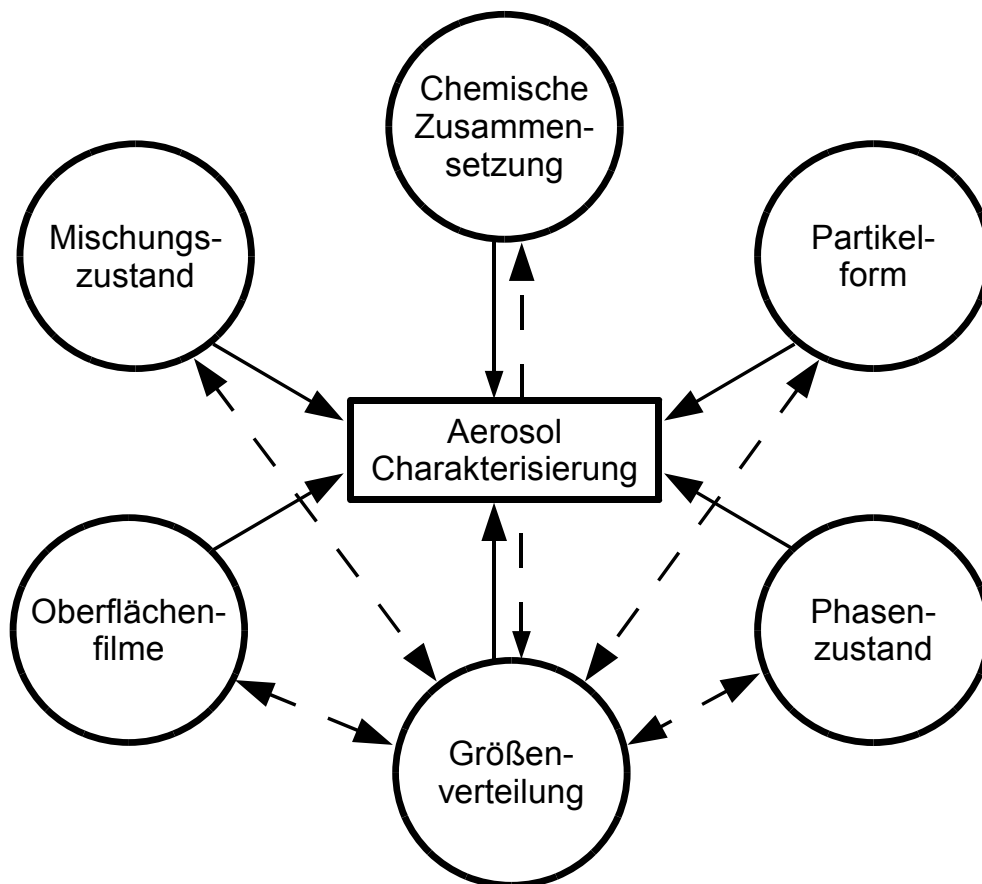 Chemische
Zusammen-
setzung
Mischungs-
zustand
Partikel-
form
Aerosol
Charakterisierung
Oberflächen-
filme
Phasen-
zustand
Größen-
verteilung